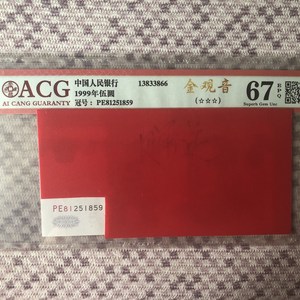 ACG
AI CANG GUARANTY
中国人民银行
1999年伍圆
冠号：PE81251859
13833866
金观音
(☆☆☆)
67 EPQ
Superb Gem Unc
PE81251859